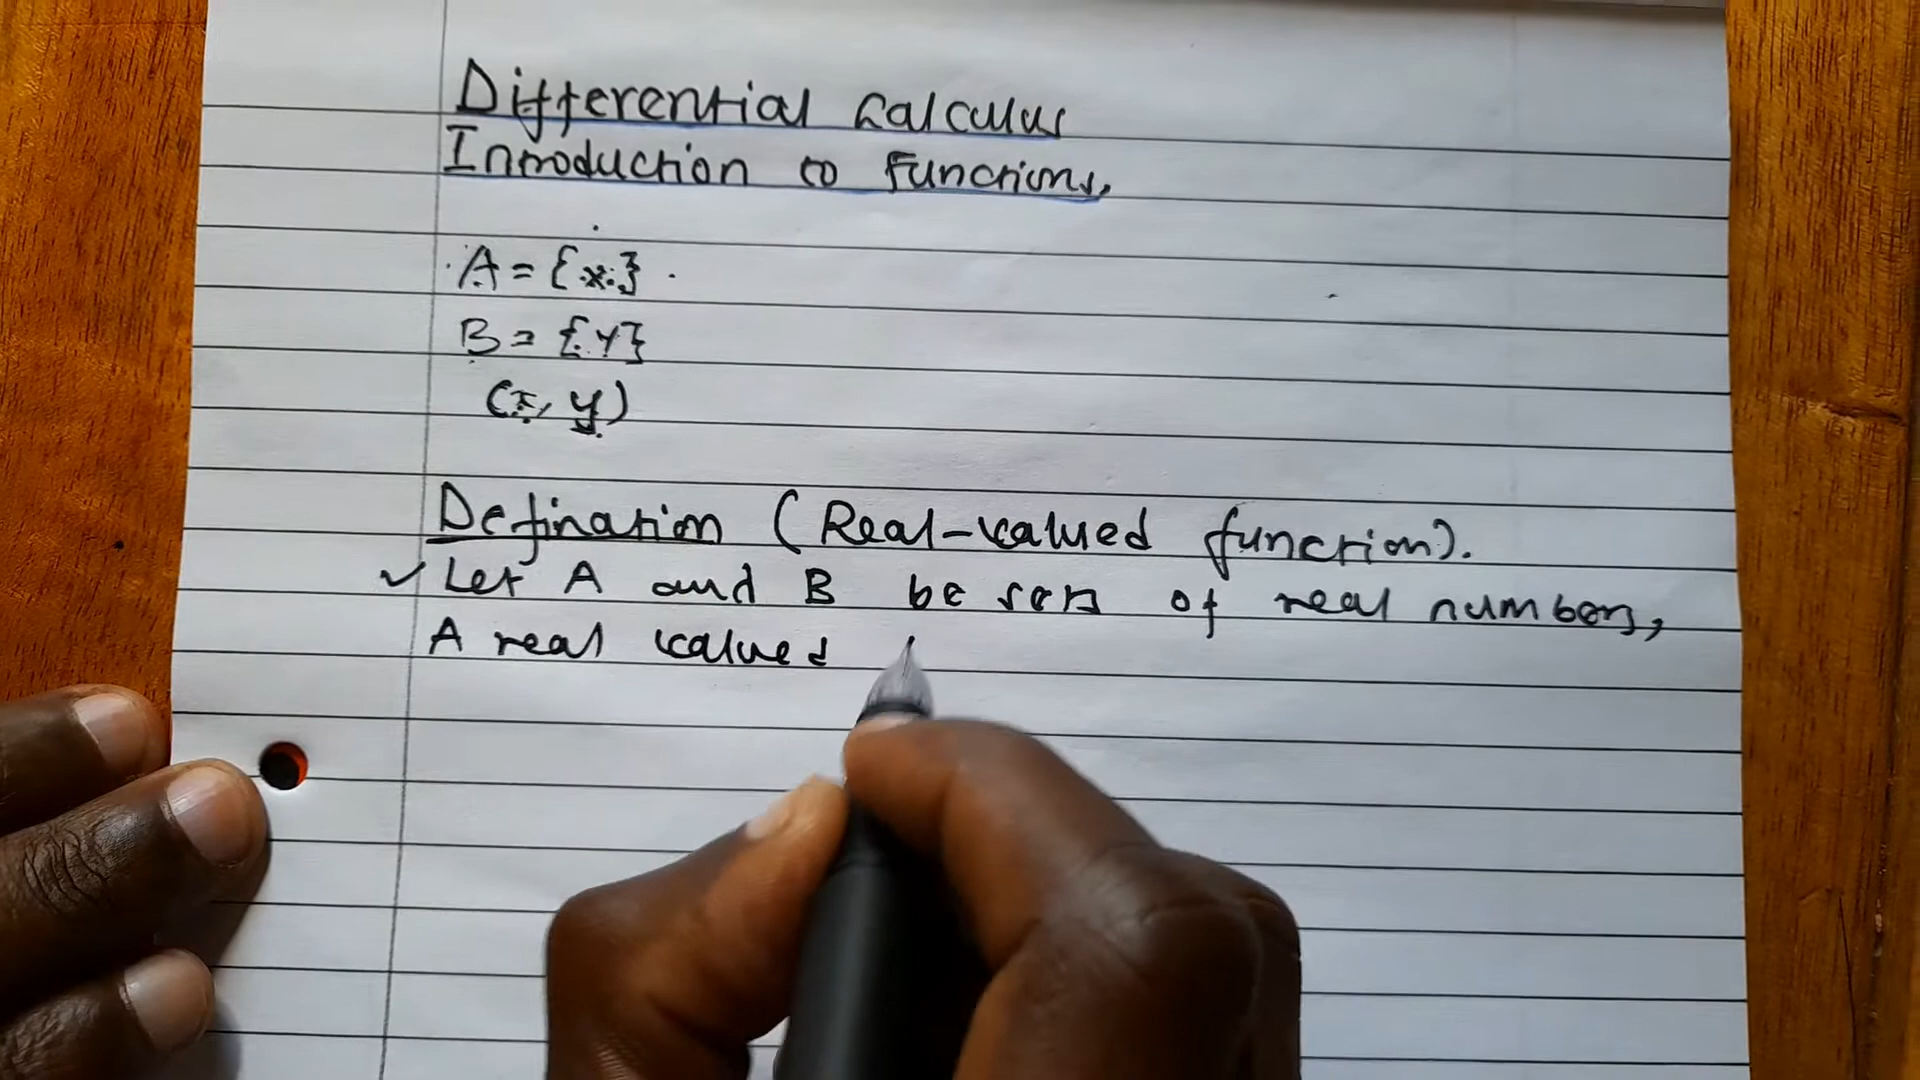 Differential Calculus
Introduction to Functions.
A = {x}
B = {Y}
(x, y)
Defination (Real-valued function).
✓ Let A and B be sets of real numbers,
A real valued